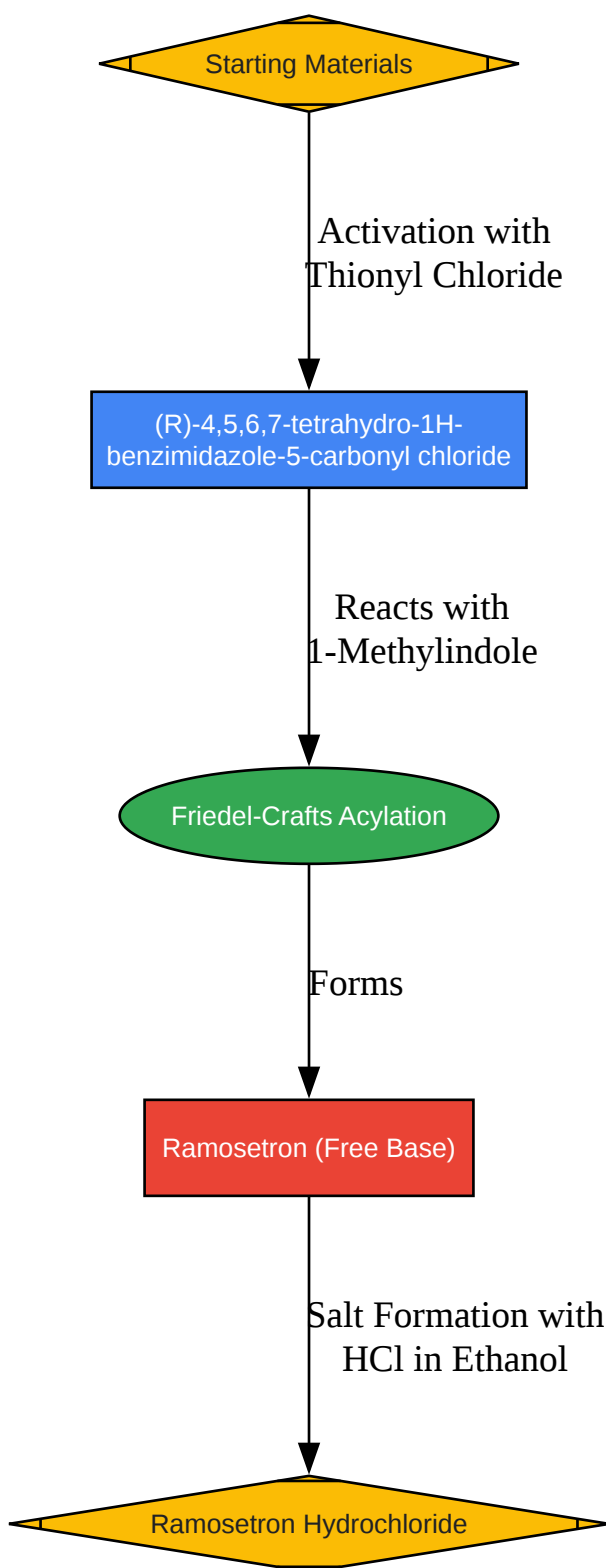 Starting Materials
Activation with
Thionyl Chloride
(R)-4,5,6,7-tetrahydro-1H-
benzimidazole-5-carbonyl chloride
Reacts with
1-Methylindole
Friedel-Crafts Acylation
Forms
Ramosetron (Free Base)
Salt Formation with
HCl in Ethanol
Ramosetron Hydrochloride